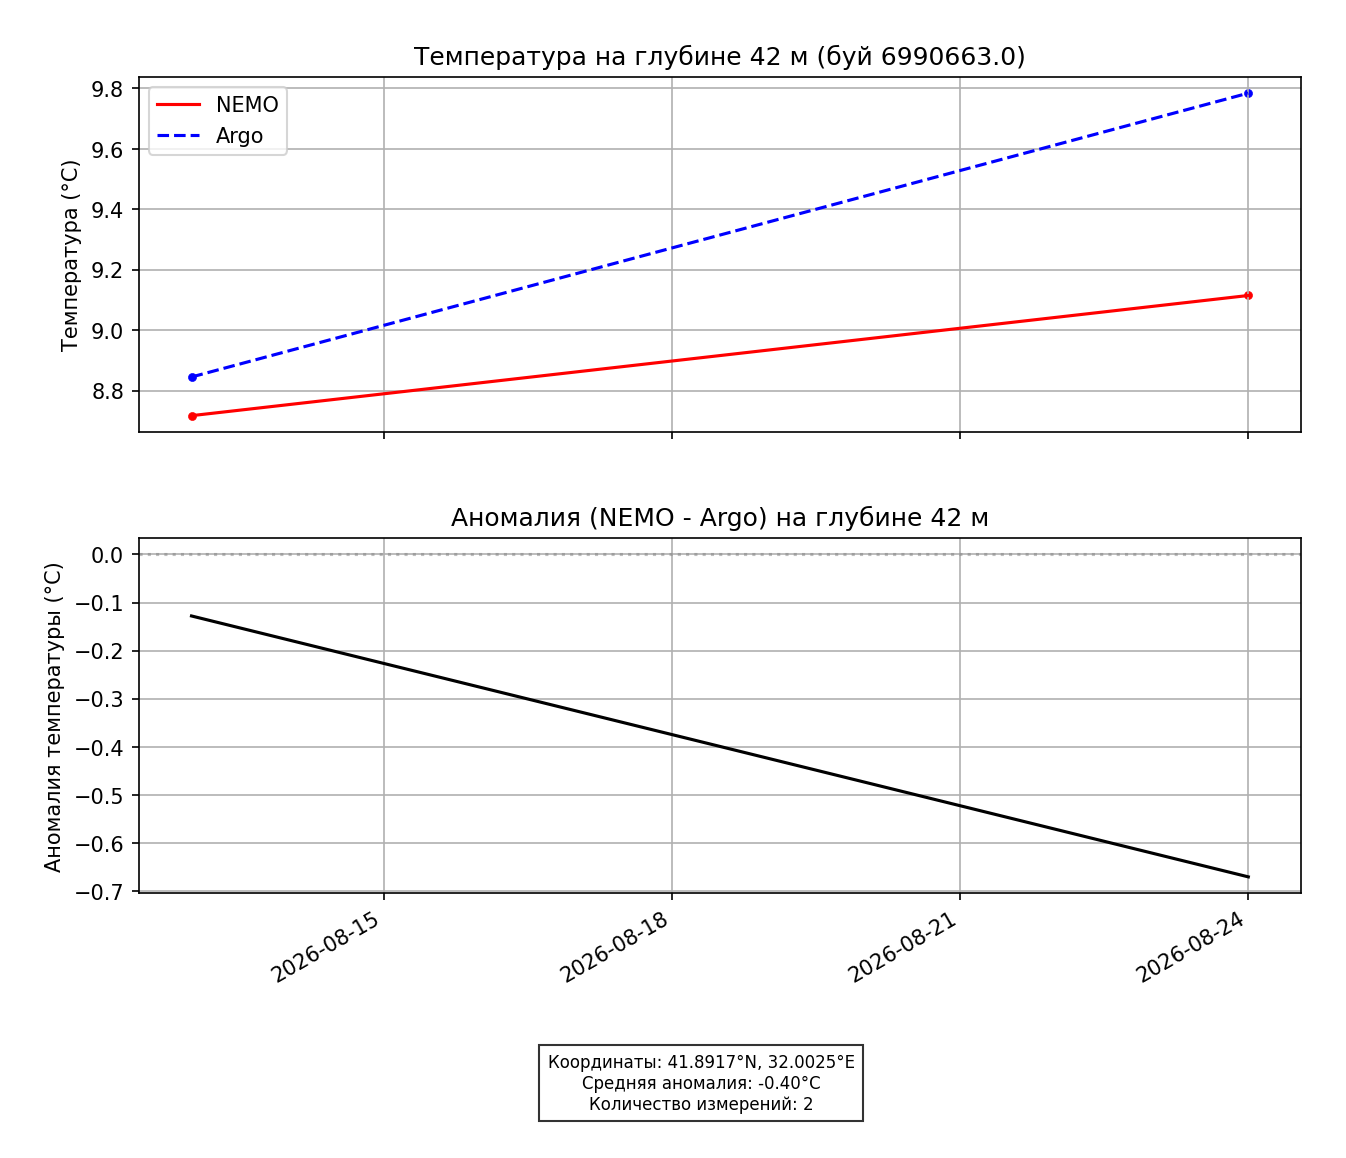 Температура на глубине 42 м (буй 6990663.0)
Температура (°C)
9.8
9.6
9.4
9.2
9.0
8.8
NEMO
Argo
Аномалия (NEMO - Argo) на глубине 42 м
Аномалия температуры (°C)
0.0
−0.1
−0.2
−0.3
−0.4
−0.5
−0.6
−0.7
2026-08-15
2026-08-18
2026-08-21
2026-08-24
Координаты: 41.8917°N, 32.0025°E
Средняя аномалия: -0.40°C
Количество измерений: 2